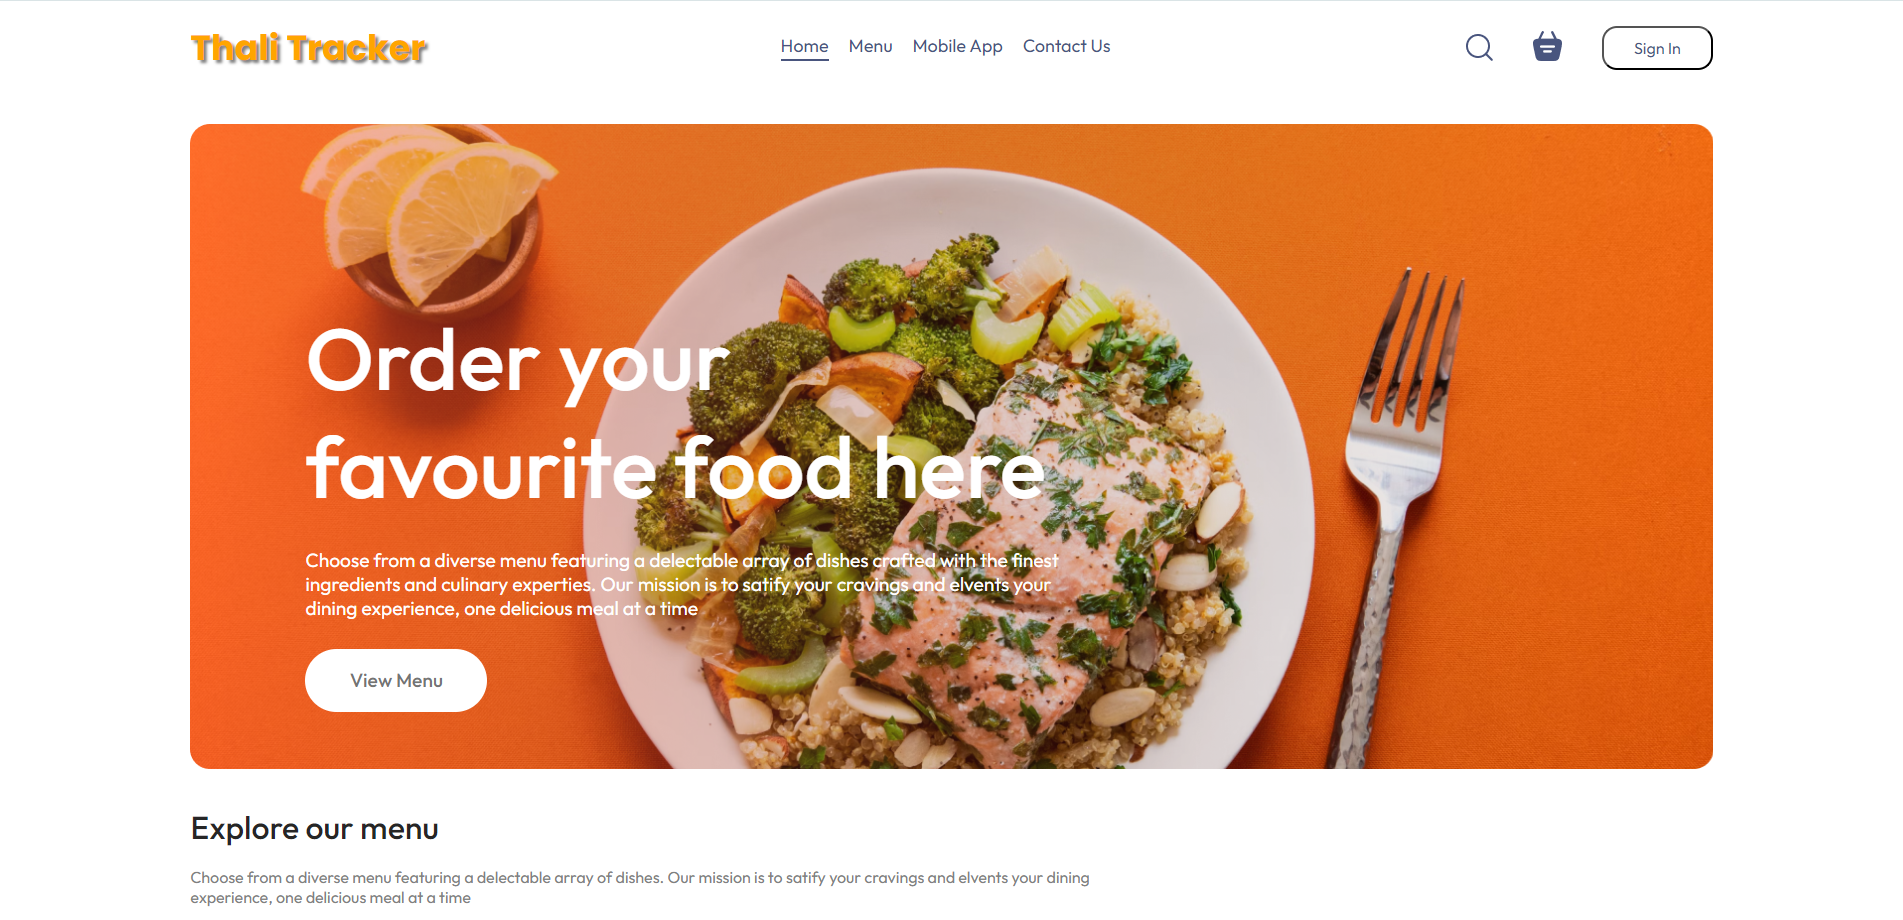 Thali Tracker
Home Menu Mobile App Contact Us
Sign In
Order your
favourite food here
Choose from a diverse menu featuring a delectable array of dishes crafted with the finest
ingredients and culinary experties. Our mission is to satify your cravings and elvents your
dining experience, one delicious meal at a time
View Menu
Explore our menu
Choose from a diverse menu featuring a delectable array of dishes. Our mission is to satify your cravings and elvents your dining
experience, one delicious meal at a time